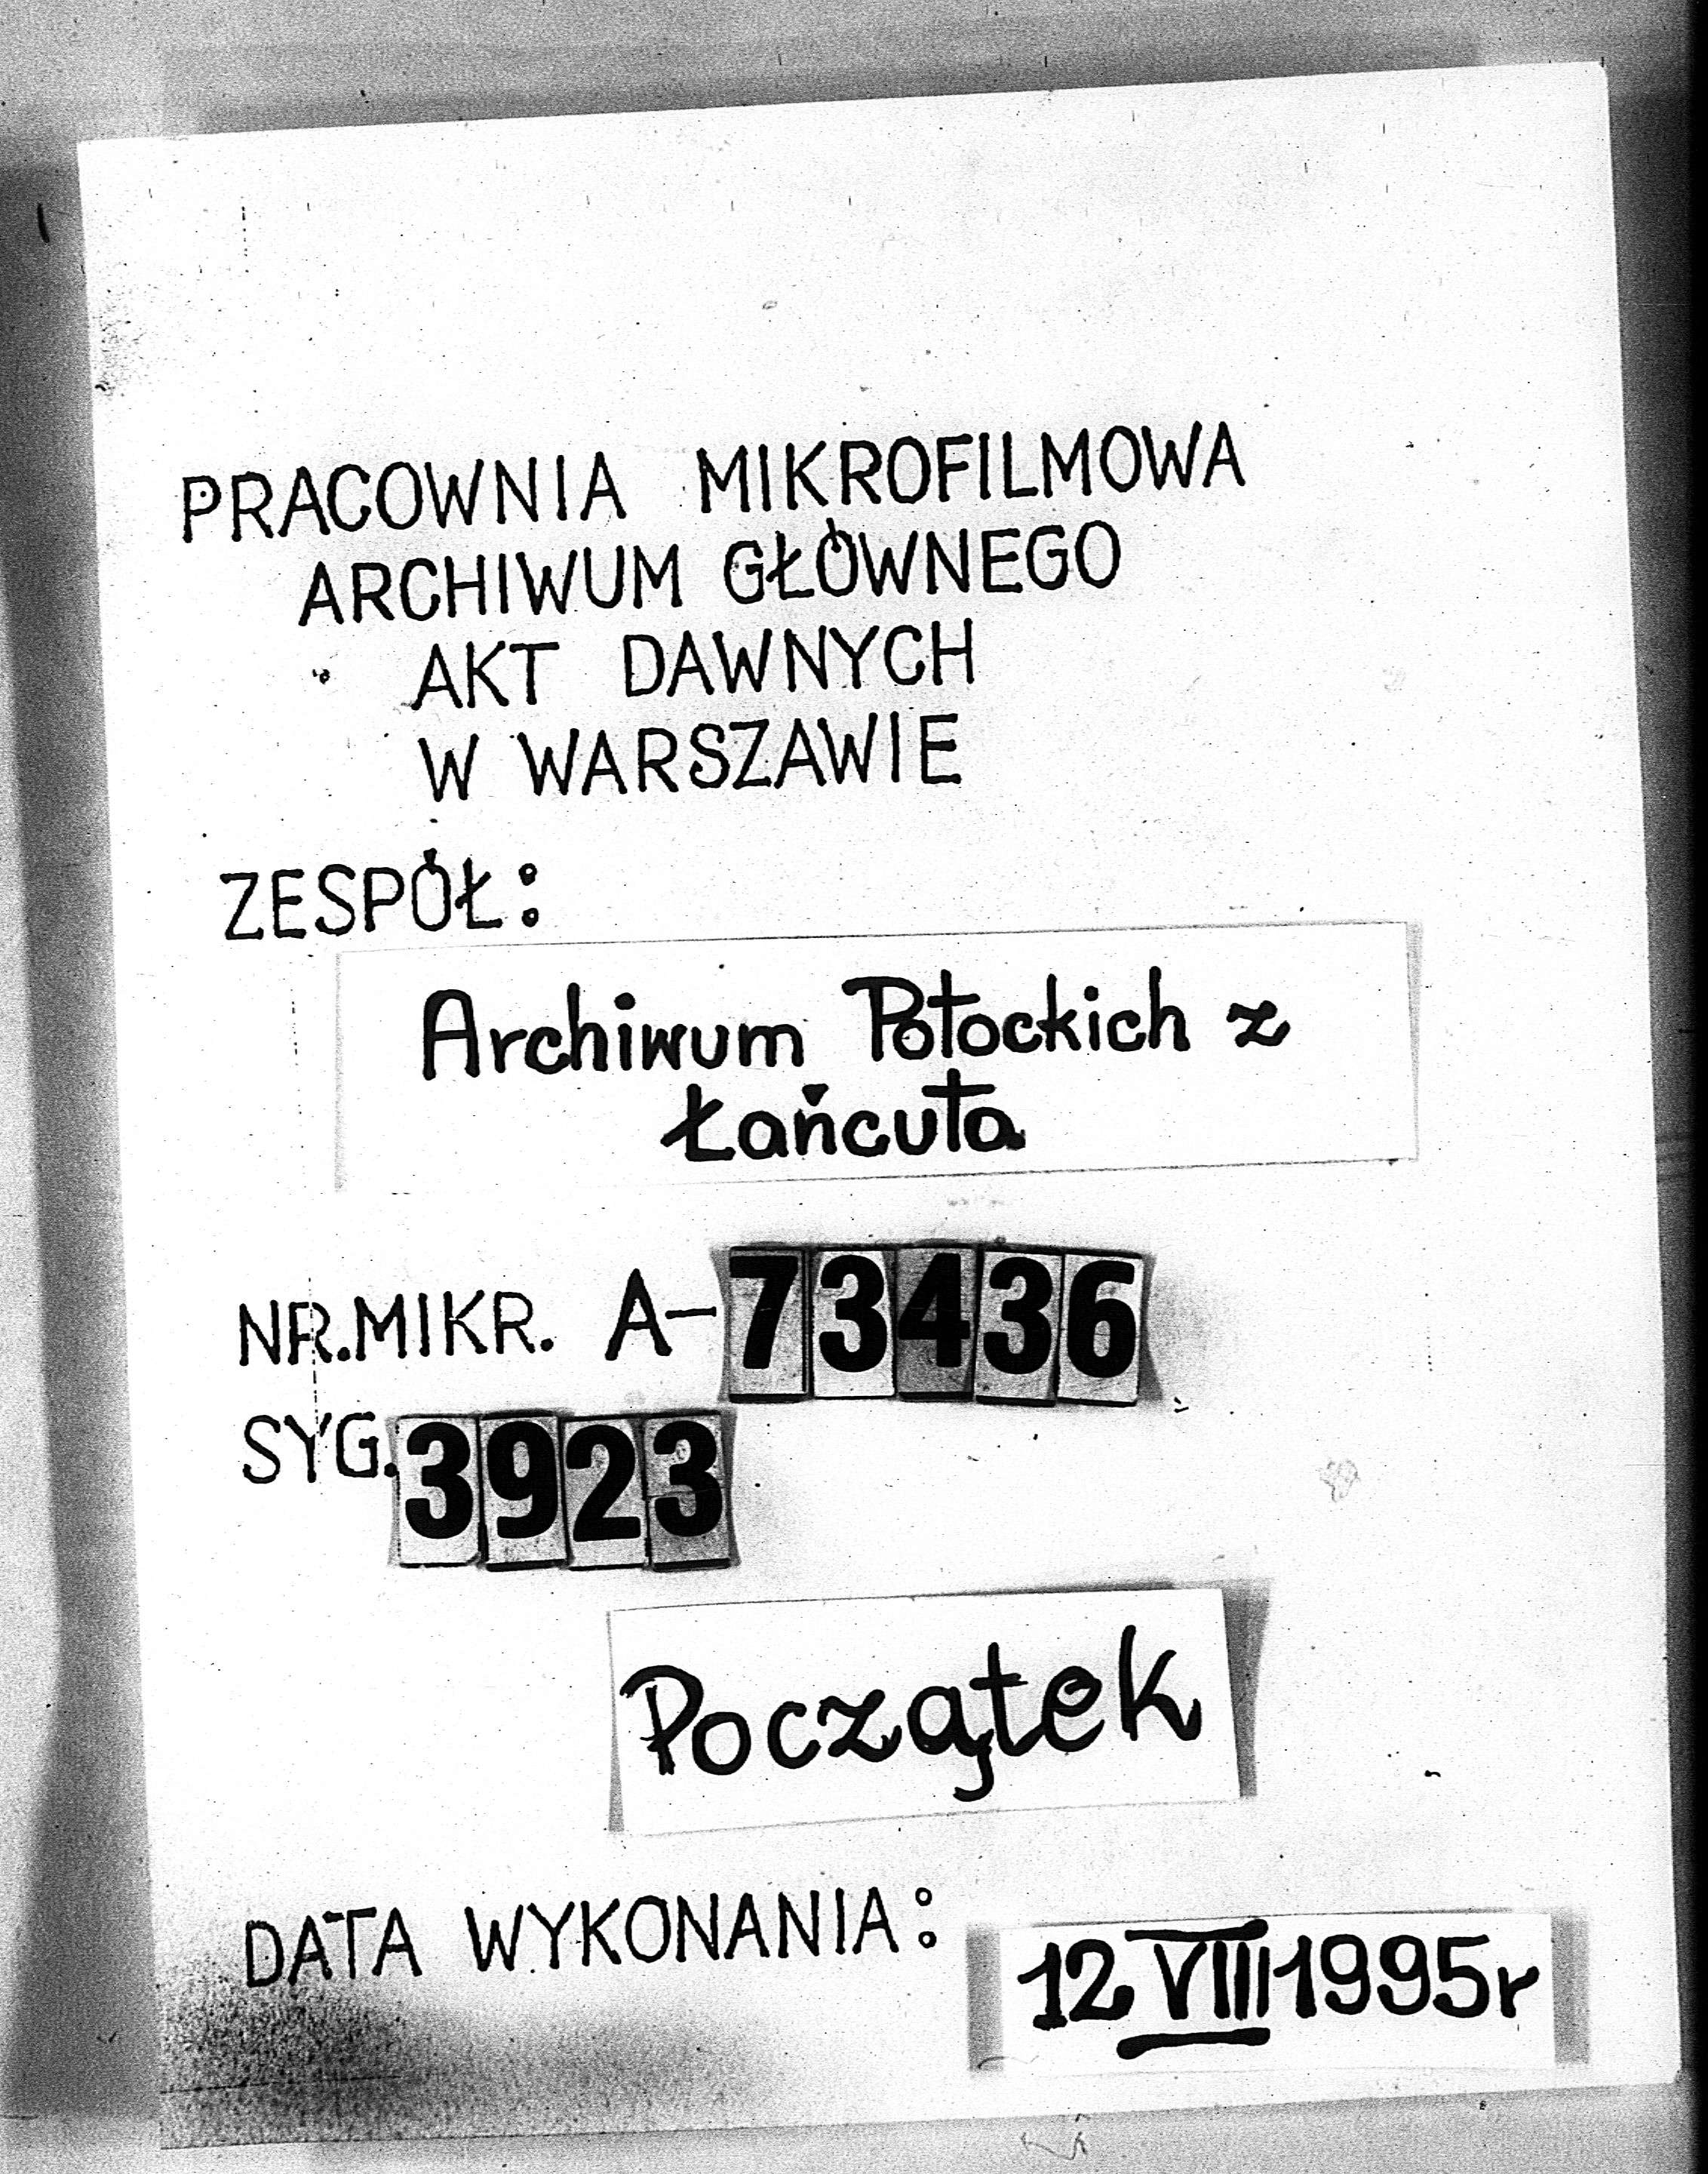 PRACOWNIA MIKROFILMOWA
ARCHIWUM GŁÓWNEGO
AKT DAWNYCH
W WARSZAWIE
ZESPÓŁ:
Archiwum Potockich z
Łańcuta
NR.MIKR. A-73436
SYG.3923
Początek
DATA WYKONANIA: 12 VIII 1995r